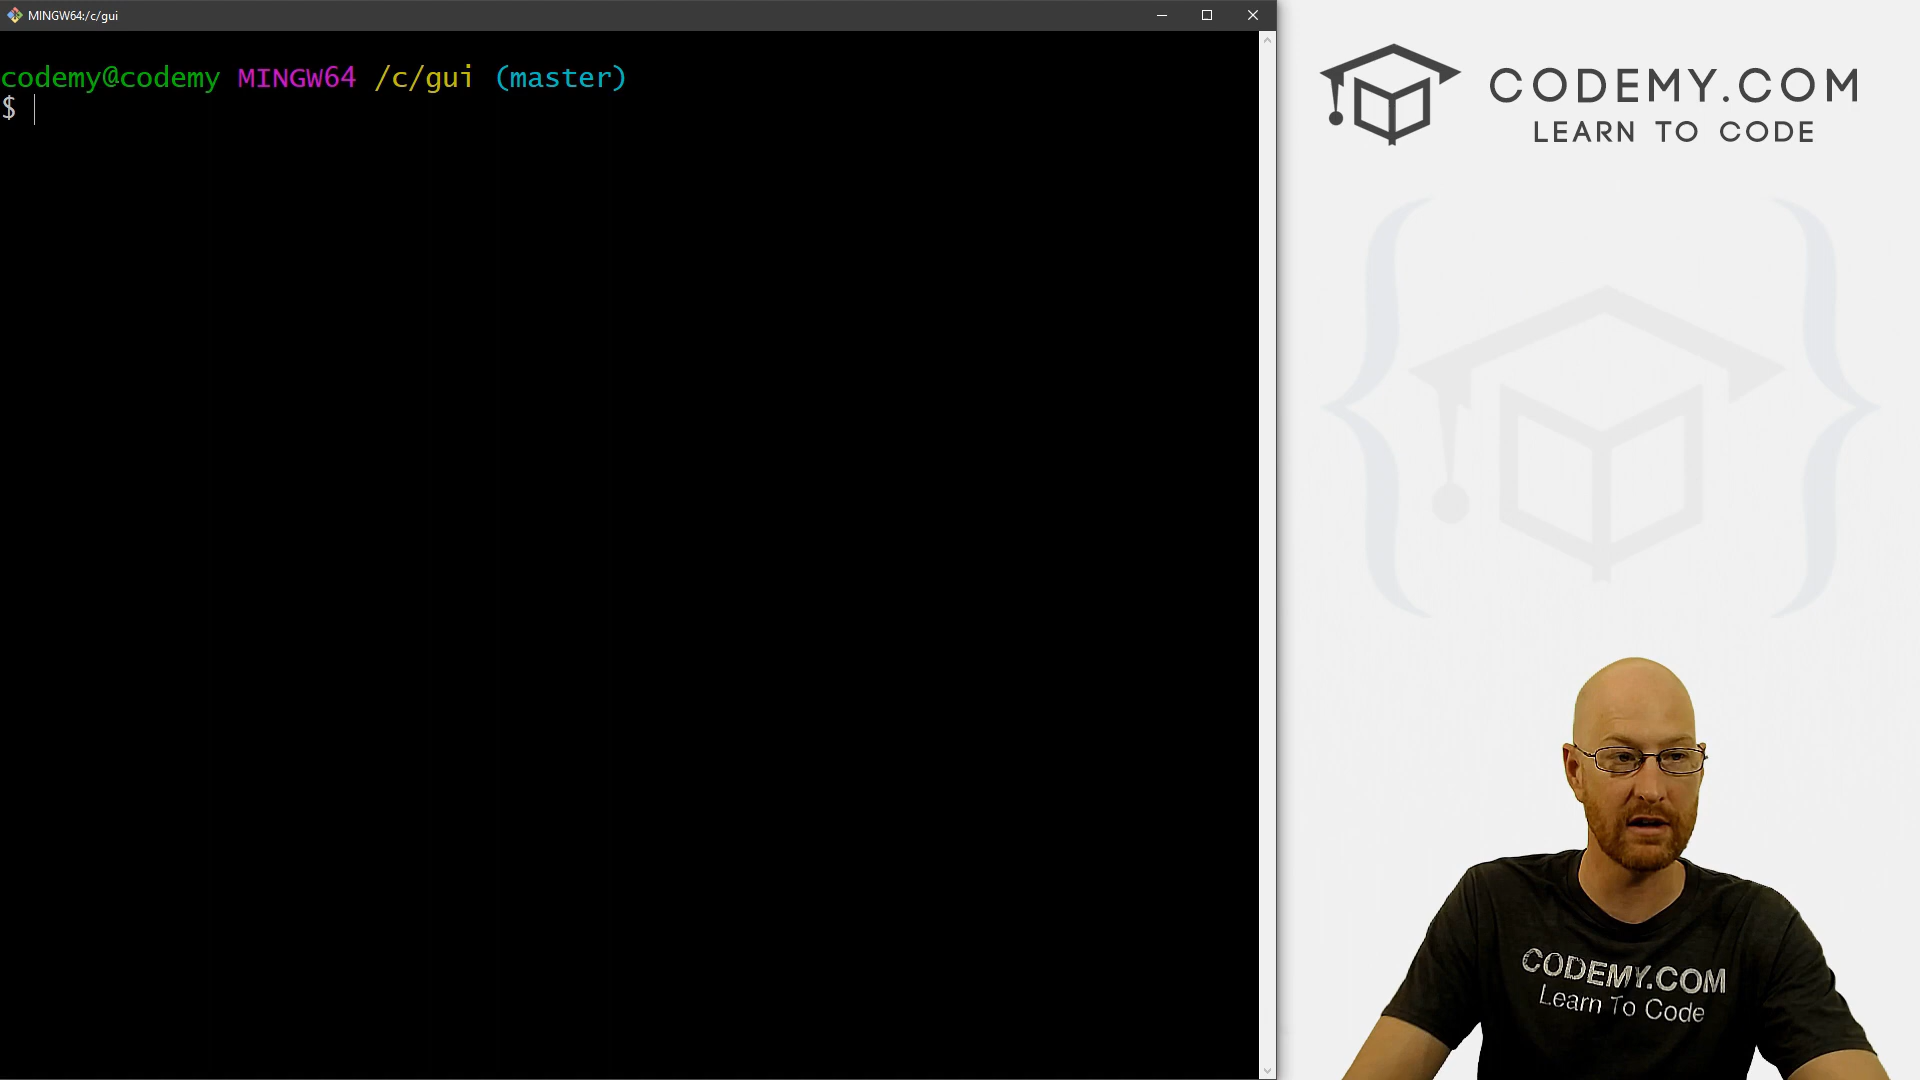 MINGW64:/c/gui
codemy@codemy MINGW64 /c/gui (master)
$
CODEMY.COM
LEARN TO CODE
CODEMY.COM
Learn To Code